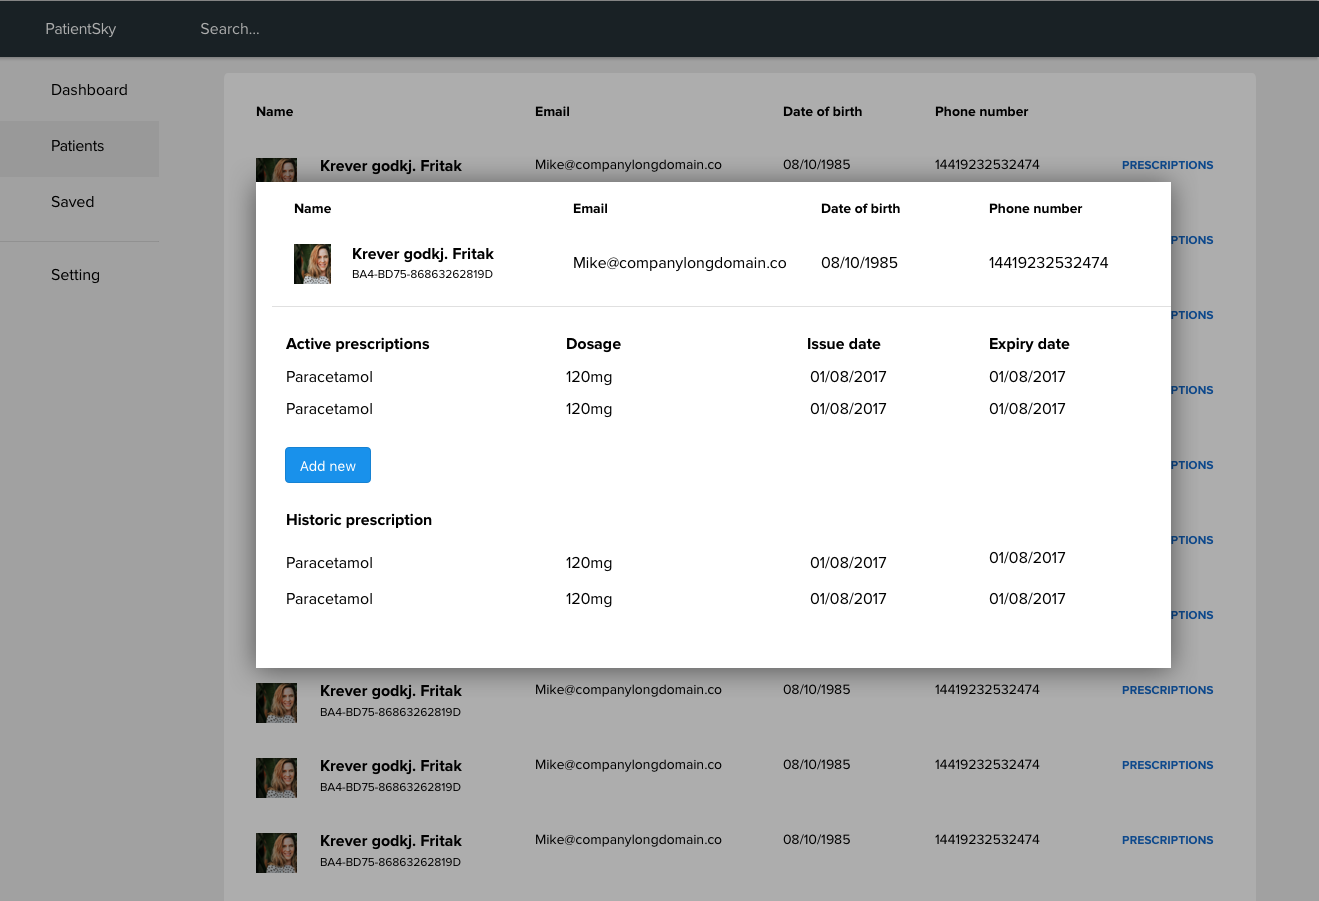 PatientSky Search...
Dashboard
Patients
Saved
Setting
Name Email Date of birth Phone number
Krever godkj. Fritak Mike@companylongdomain.co 08/10/1985 14419232532474 PRESCRIPTIONS
Name Email Date of birth Phone number
Krever godkj. Fritak
BA4-BD75-86863262819D
Mike@companylongdomain.co 08/10/1985 14419232532474
Active prescriptions Dosage Issue date Expiry date
Paracetamol 120mg 01/08/2017 01/08/2017
Paracetamol 120mg 01/08/2017 01/08/2017
Add new
Historic prescription
Paracetamol 120mg 01/08/2017 01/08/2017
Paracetamol 120mg 01/08/2017 01/08/2017
PTIONS
PTIONS
PTIONS
PTIONS
PTIONS
PTIONS
Krever godkj. Fritak Mike@companylongdomain.co 08/10/1985 14419232532474 PRESCRIPTIONS
BA4-BD75-86863262819D
Krever godkj. Fritak Mike@companylongdomain.co 08/10/1985 14419232532474 PRESCRIPTIONS
BA4-BD75-86863262819D
Krever godkj. Fritak Mike@companylongdomain.co 08/10/1985 14419232532474 PRESCRIPTIONS
BA4-BD75-86863262819D